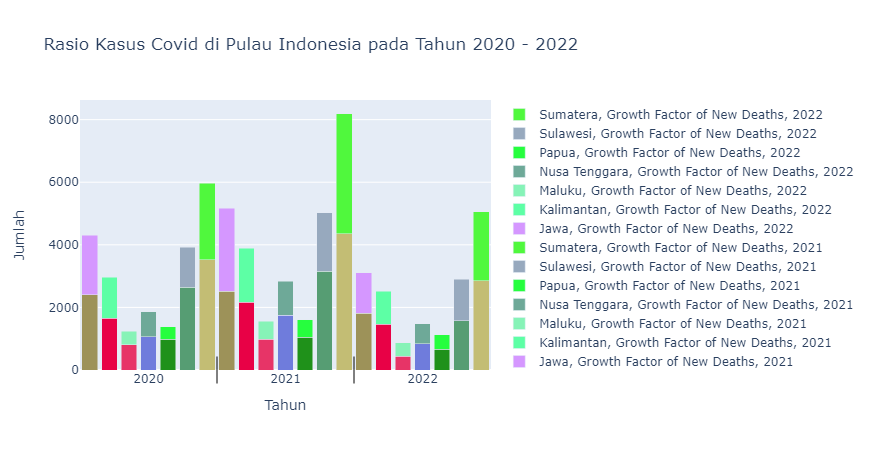 Rasio Kasus Covid di Pulau Indonesia pada Tahun 2020 - 2022
8000
6000
4000
2000
0
Jumlah
2020
2021
2022
Tahun
Sumatera, Growth Factor of New Deaths, 2022
Sulawesi, Growth Factor of New Deaths, 2022
Papua, Growth Factor of New Deaths, 2022
Nusa Tenggara, Growth Factor of New Deaths, 2022
Maluku, Growth Factor of New Deaths, 2022
Kalimantan, Growth Factor of New Deaths, 2022
Jawa, Growth Factor of New Deaths, 2022
Sumatera, Growth Factor of New Deaths, 2021
Sulawesi, Growth Factor of New Deaths, 2021
Papua, Growth Factor of New Deaths, 2021
Nusa Tenggara, Growth Factor of New Deaths, 2021
Maluku, Growth Factor of New Deaths, 2021
Kalimantan, Growth Factor of New Deaths, 2021
Jawa, Growth Factor of New Deaths, 2021